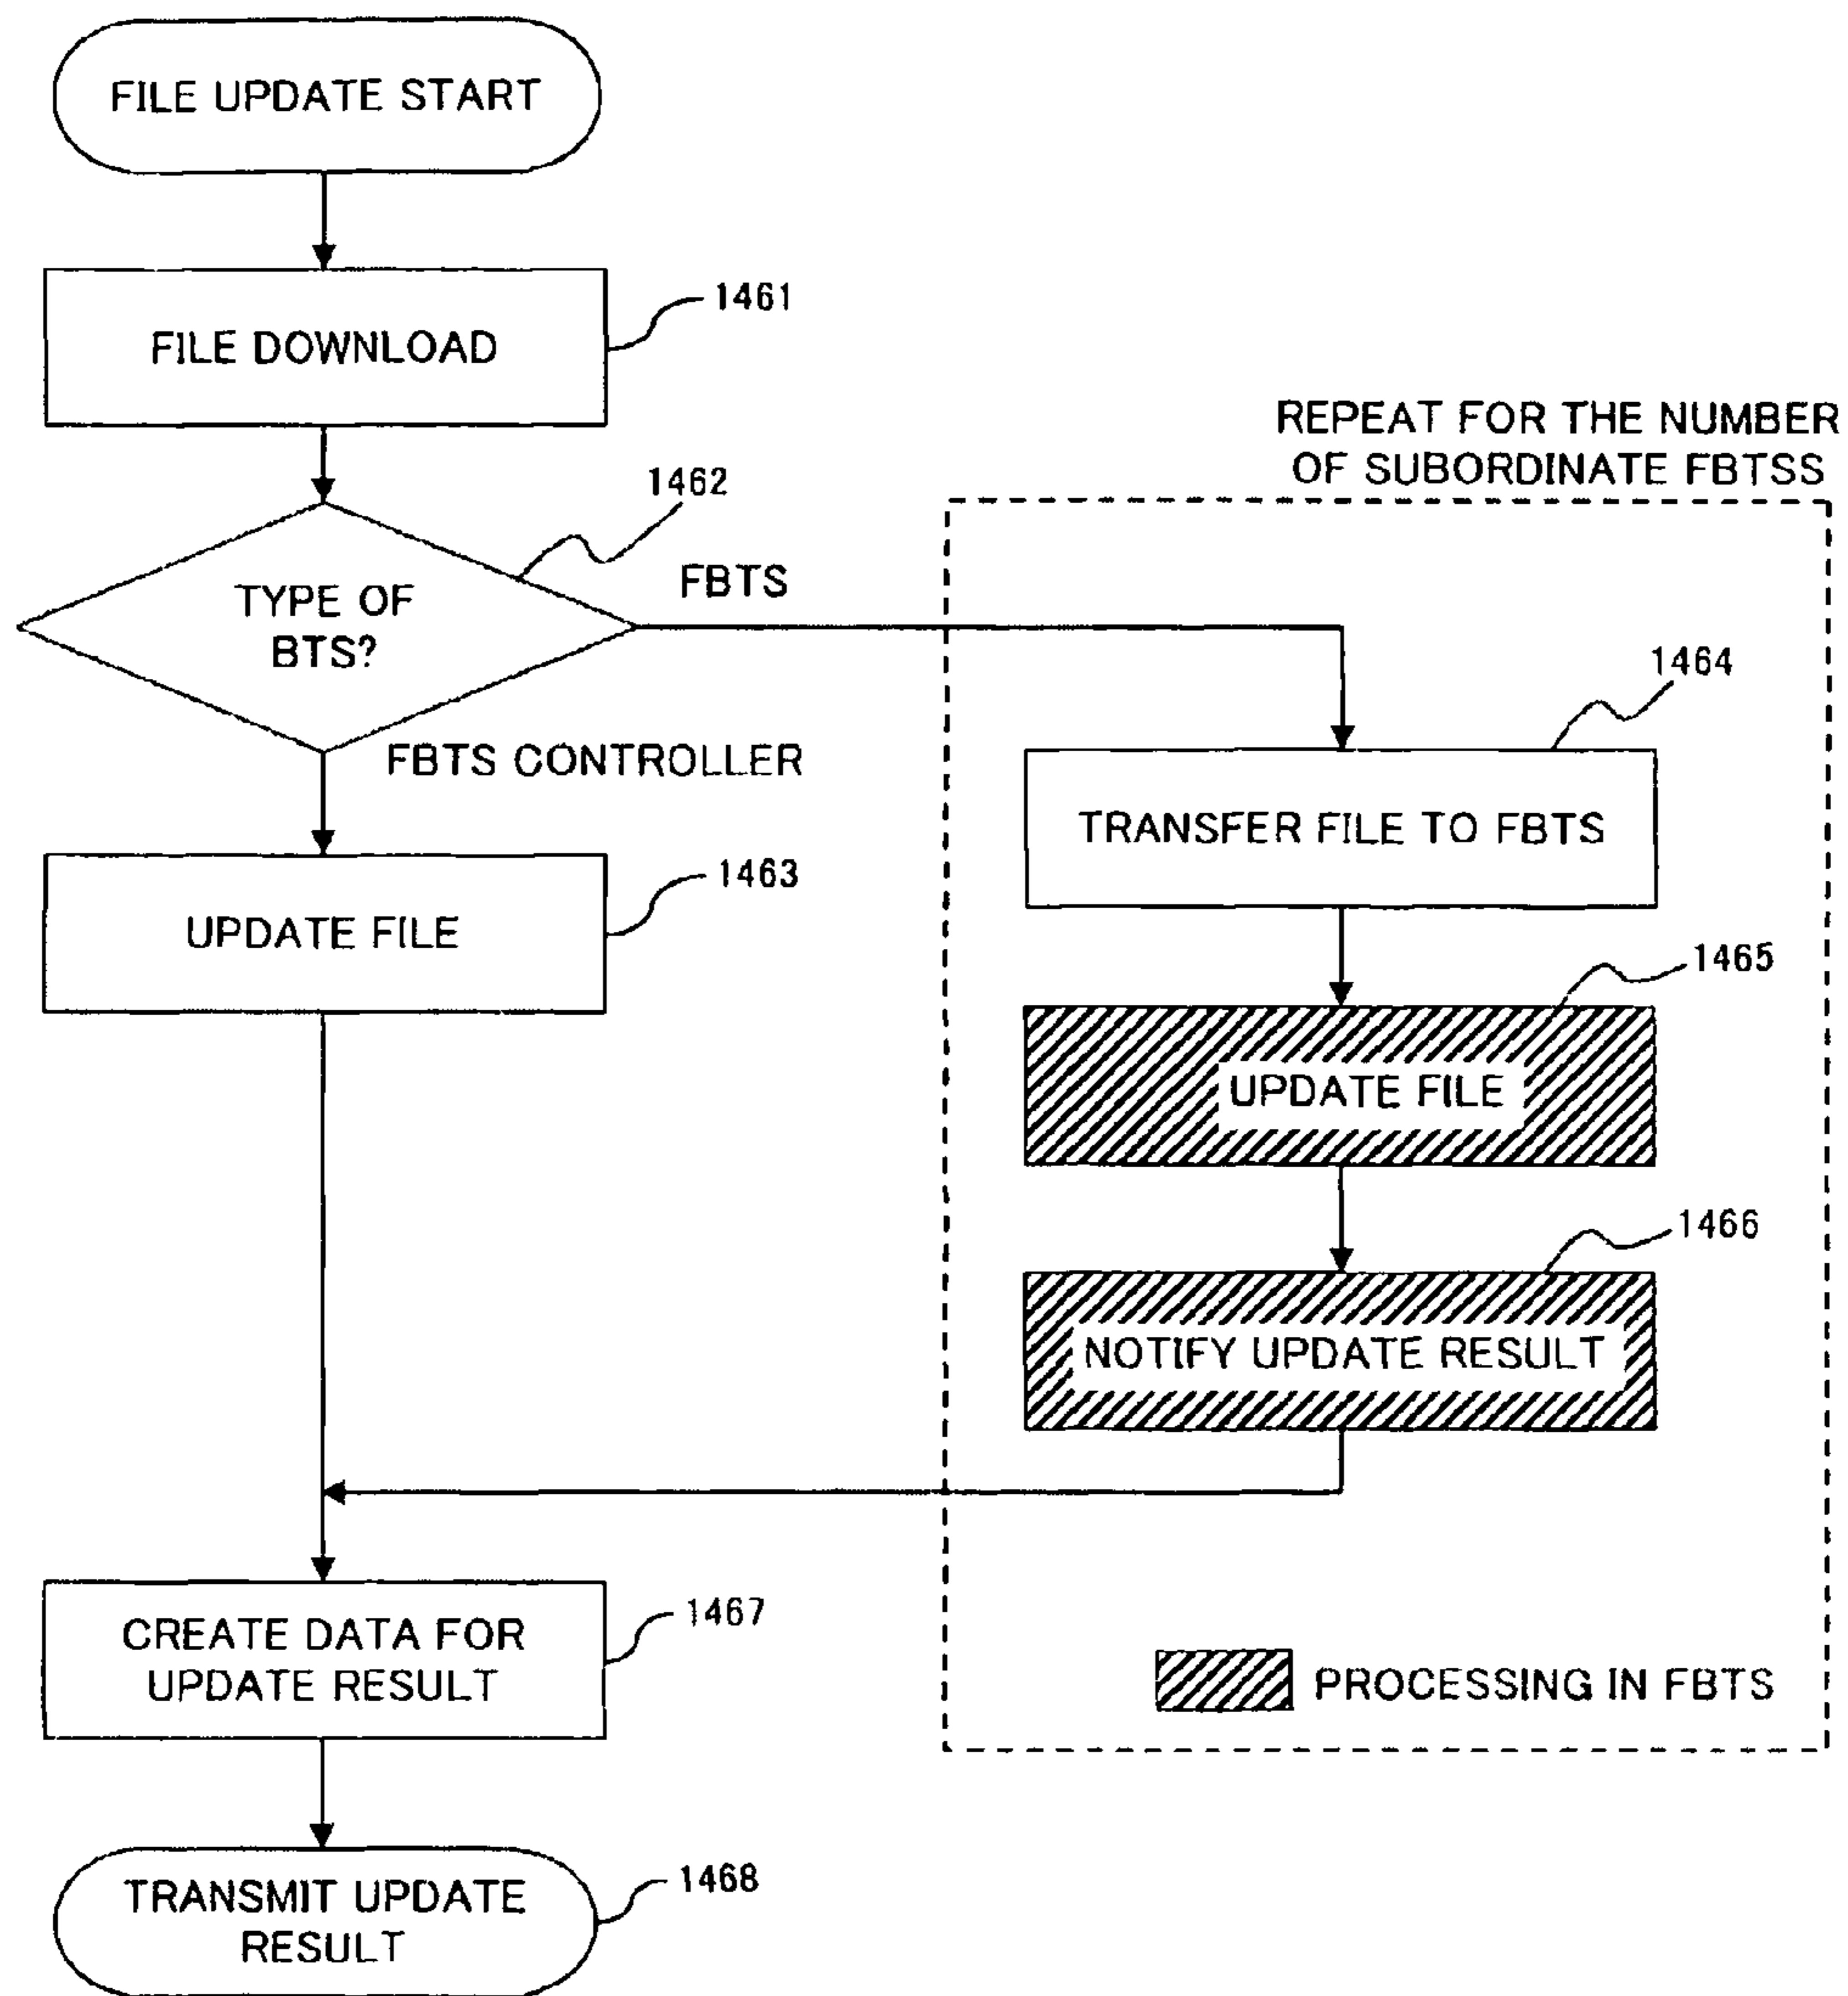 FILE UPDATE START
FILE DOWNLOAD
1461
REPEAT FOR THE NUMBER
OF SUBORDINATE FBTSS
1462
TYPE OF
BTS?
FBTS
FBTS CONTROLLER
1464
TRANSFER FILE TO FBTS
1463
UPDATE FILE
1465
UPDATE FILE
1466
NOTIFY UPDATE RESULT
1467
CREATE DATA FOR
UPDATE RESULT
PROCESSING IN FBTS
1468
TRANSMIT UPDATE
RESULT